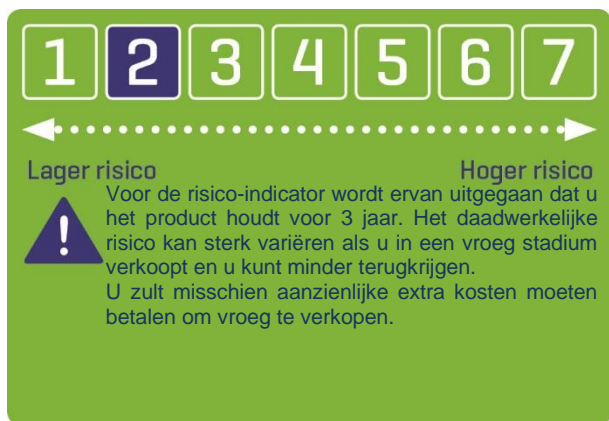 1 2 3 4 5 6 7
Lager risico Hoger risico
Voor de risico-indicator wordt ervan uitgegaan dat u
het product houdt voor 3 jaar. Het daadwerkelijke
risico kan sterk variëren als u in een vroeg stadium
verkoopt en u kunt minder terugkrijgen.
U zult misschien aanzienlijke extra kosten moeten
betalen om vroeg te verkopen.